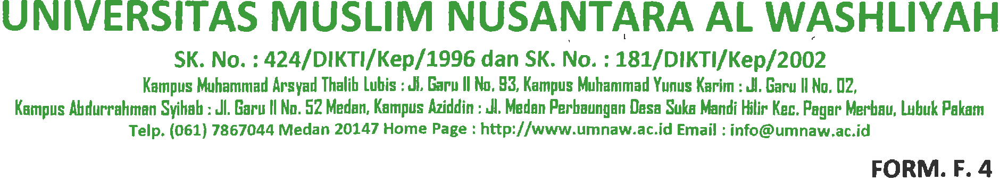 UNIVERSITAS MUSLIM NUSANTARA AL WASHLIYAH
SK. No. : 424/DIKTI/Kep/1996 dan SK. No. : 181/DIKTI/Kep/2002
Kampus Muhammad Arsyad Thalib Lubis : Jl. Garu II No. 93, Kampus Muhammad Yunus Karim : Jl. Garu II No. 02,
Kampus Abdurrahman Syihab : Jl. Garu II No. 52 Medan, Kampus Aziddin : Jl. Medan Perbaungan Desa Suka Mandi Hilir Kec. Pagar Merbau, Lubuk Pakam
Telp. (061) 7867044 Medan 20147 Home Page : http://www.umnaw.ac.id Email : info@umnaw.ac.id
FORM. F. 4